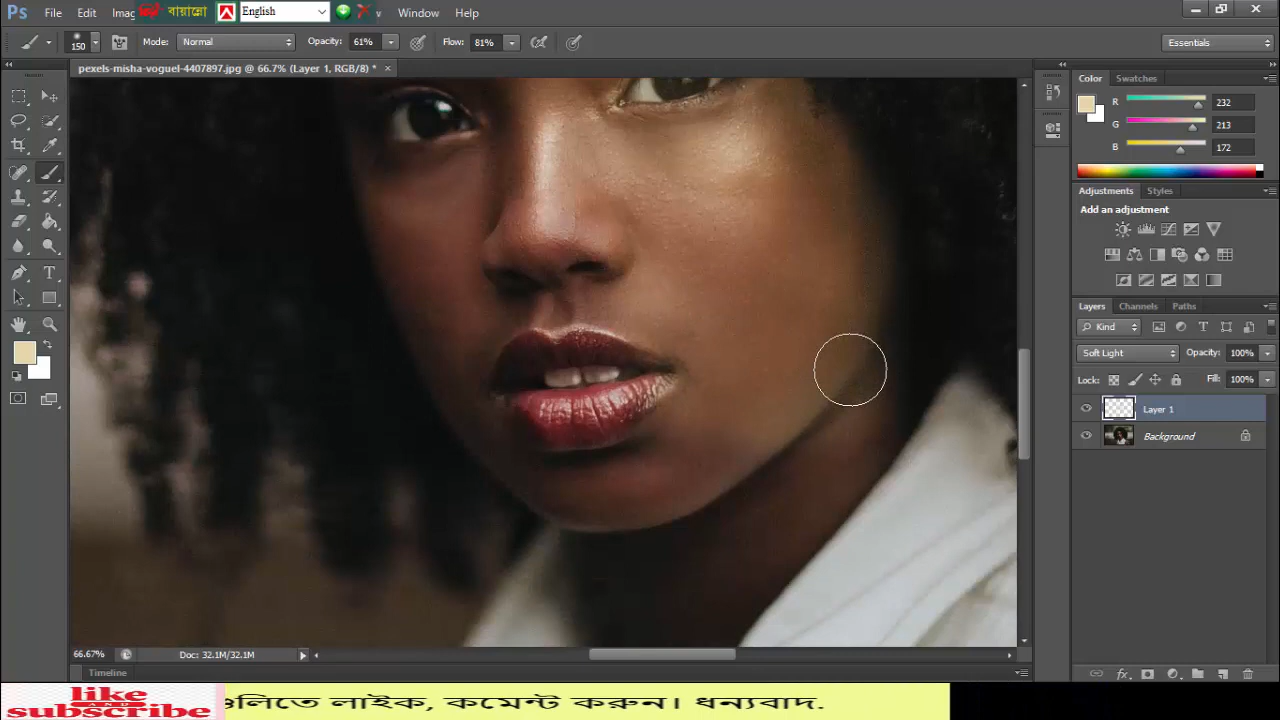 Ps File Edit Imag বায়ান্নো English Window Help
150 Mode: Normal Opacity: 61% Flow: 81% Essentials
pexels-misha-voguel-4407897.jpg @ 66.7% (Layer 1, RGB/8) * ×
Color Swatches
R 232
G 213
B 172
Adjustments Styles
Add an adjustment
Layers Channels Paths
Kind
Soft Light Opacity: 100%
Lock: Fill: 100%
Layer 1
Background
66.67% Doc: 32.1M/32.1M
Timeline
like
AND
subscribe
গুলিতে লাইক, কমেন্ট করুন। ধন্যবাদ.